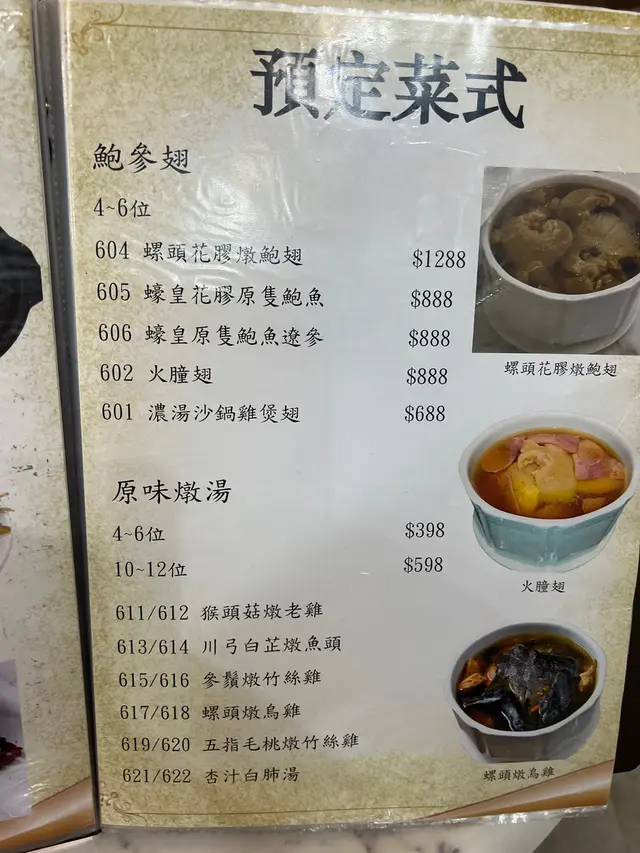 預定菜式
鮑參翅
4~6位
604 螺頭花膠燉鮑翅 $1288
605 蠔皇花膠原隻鮑魚 $888
606 蠔皇原隻鮑魚遼參 $888
602 火膧翅 $888
601 濃湯沙鍋雞煲翅 $688
螺頭花膠燉鮑翅
原味燉湯
4~6位 $398
10~12位 $598
火膧翅
611/612 猴頭菇燉老雞
613/614 川弓白芷燉魚頭
615/616 參鬚燉竹絲雞
617/618 螺頭燉烏雞
619/620 五指毛桃燉竹絲雞
621/622 杏汁白肺湯
螺頭燉烏雞